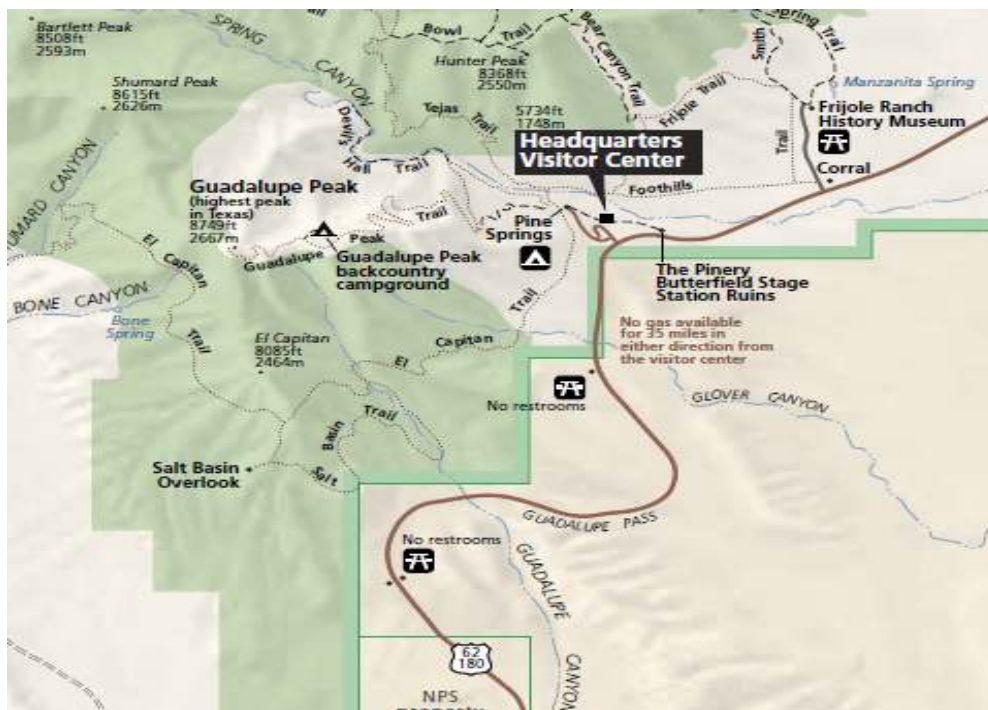 Bartlett Peak
8508ft
2593m
SPRING
CANYON
Trail
Bowl Trail
Bear Canyon Trail
Smith
Spring Trail
Hunter Peak
8368ft
2550m
Shumard Peak
8615ft
2626m
Manzanita Spring
Devils
Hall Trail
Tejas
Trail
5734ft
1748m
Frijole Trail
Frijole Ranch
History Museum
Headquarters
Visitor Center
Trail
Corral
Foothills
CANYON
Guadalupe Peak
(highest peak
in Texas)
8749ft
2667m
Trail
Pine
Springs
Guadalupe Peak
Guadalupe Peak
backcountry
campground
El
Capitan
Trail
The Pinery
Butterfield Stage
Station Ruins
BONE CANYON
Bone
Spring
No gas available
for 35 miles in
either direction from
the visitor center
El Capitan
8085ft
2464m
El Capitan
Trail
No restrooms
GLOVER CANYON
Salt Basin
Overlook
Salt
Basin
Trail
GUADALUPE PASS
No restrooms
GUADALUPE
CANYON
62
180
NPS